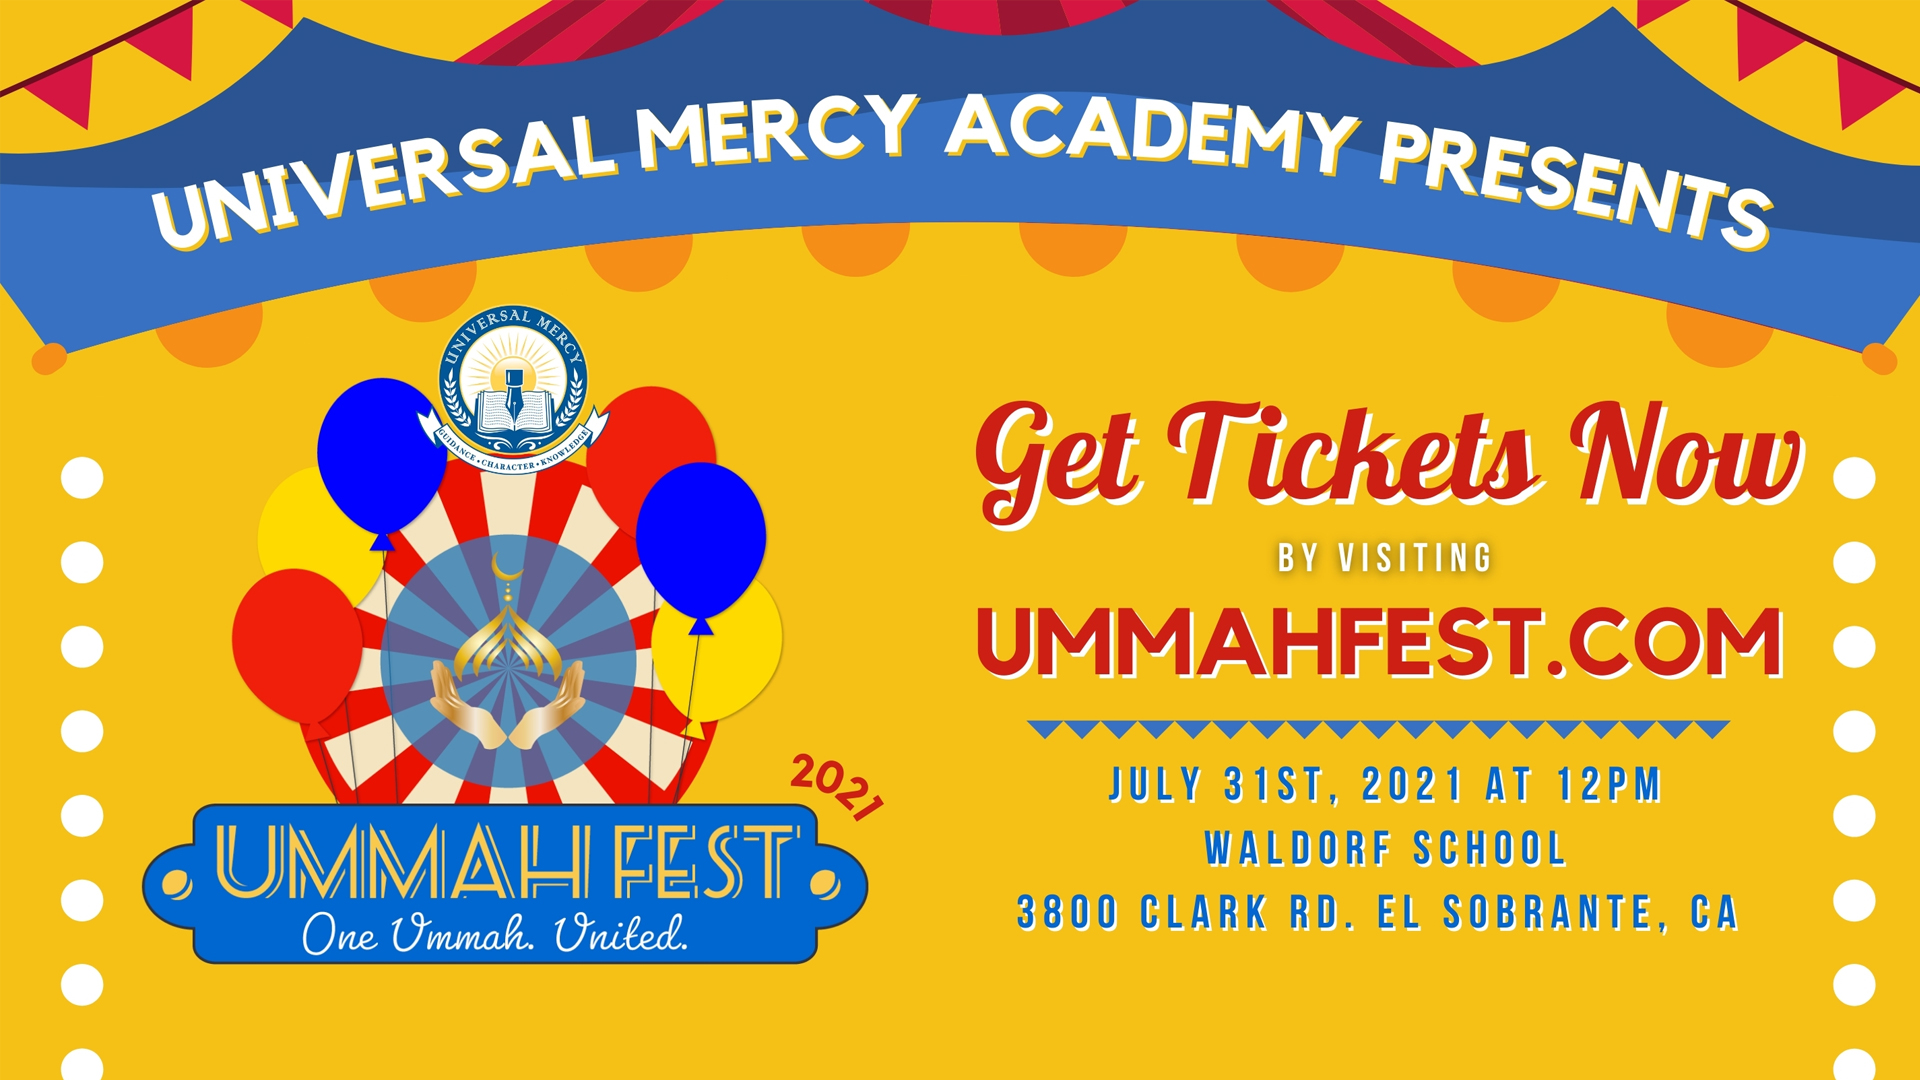 UNIVERSAL MERCY ACADEMY PRESENTS
UNIVERSAL MERCY
GUIDANCE • CHARACTER • KNOWLEDGE
2021
UMMAH FEST
One Ummah. United.
Get Tickets Now
BY VISITING
UMMAHFEST.COM
JULY 31ST, 2021 AT 12PM
WALDORF SCHOOL
3800 CLARK RD. EL SOBRANTE, CA